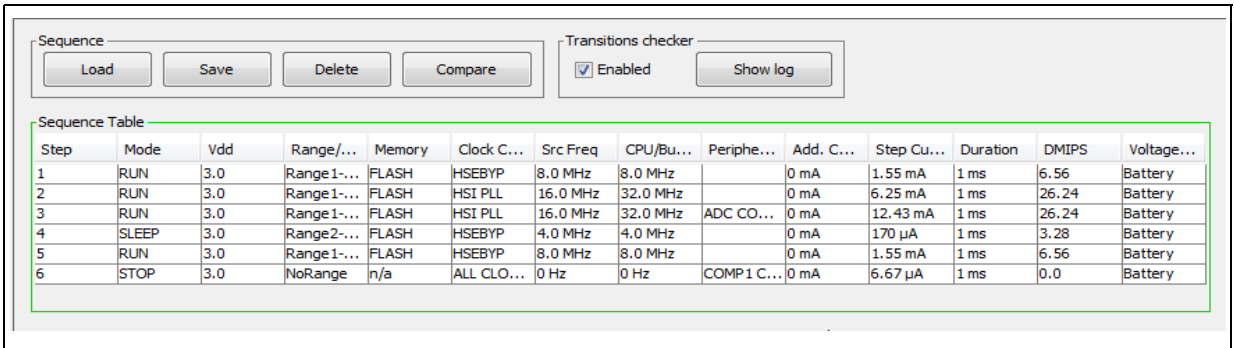 Sequence
Transitions checker
Load Save Delete Compare Enabled Show log
Sequence Table
Step Mode Vdd Range/... Memory Clock C... Src Freq CPU/Bu... Periphe... Add. C... Step Cu... Duration DMIPS Voltage...
1 RUN 3.0 Range1-... FLASH HSEBYP 8.0 MHz 8.0 MHz 0 mA 1.55 mA 1 ms 6.56 Battery
2 RUN 3.0 Range1-... FLASH HSI PLL 16.0 MHz 32.0 MHz 0 mA 6.25 mA 1 ms 26.24 Battery
3 RUN 3.0 Range1-... FLASH HSI PLL 16.0 MHz 32.0 MHz ADC CO... 0 mA 12.43 mA 1 ms 26.24 Battery
4 SLEEP 3.0 Range2-... FLASH HSEBYP 4.0 MHz 4.0 MHz 0 mA 170 µA 1 ms 3.28 Battery
5 RUN 3.0 Range1-... FLASH HSEBYP 8.0 MHz 8.0 MHz 0 mA 1.55 mA 1 ms 6.56 Battery
6 STOP 3.0 NoRange n/a ALL CLO... 0 Hz 0 Hz COMP1 C... 0 mA 6.67 µA 1 ms 0.0 Battery